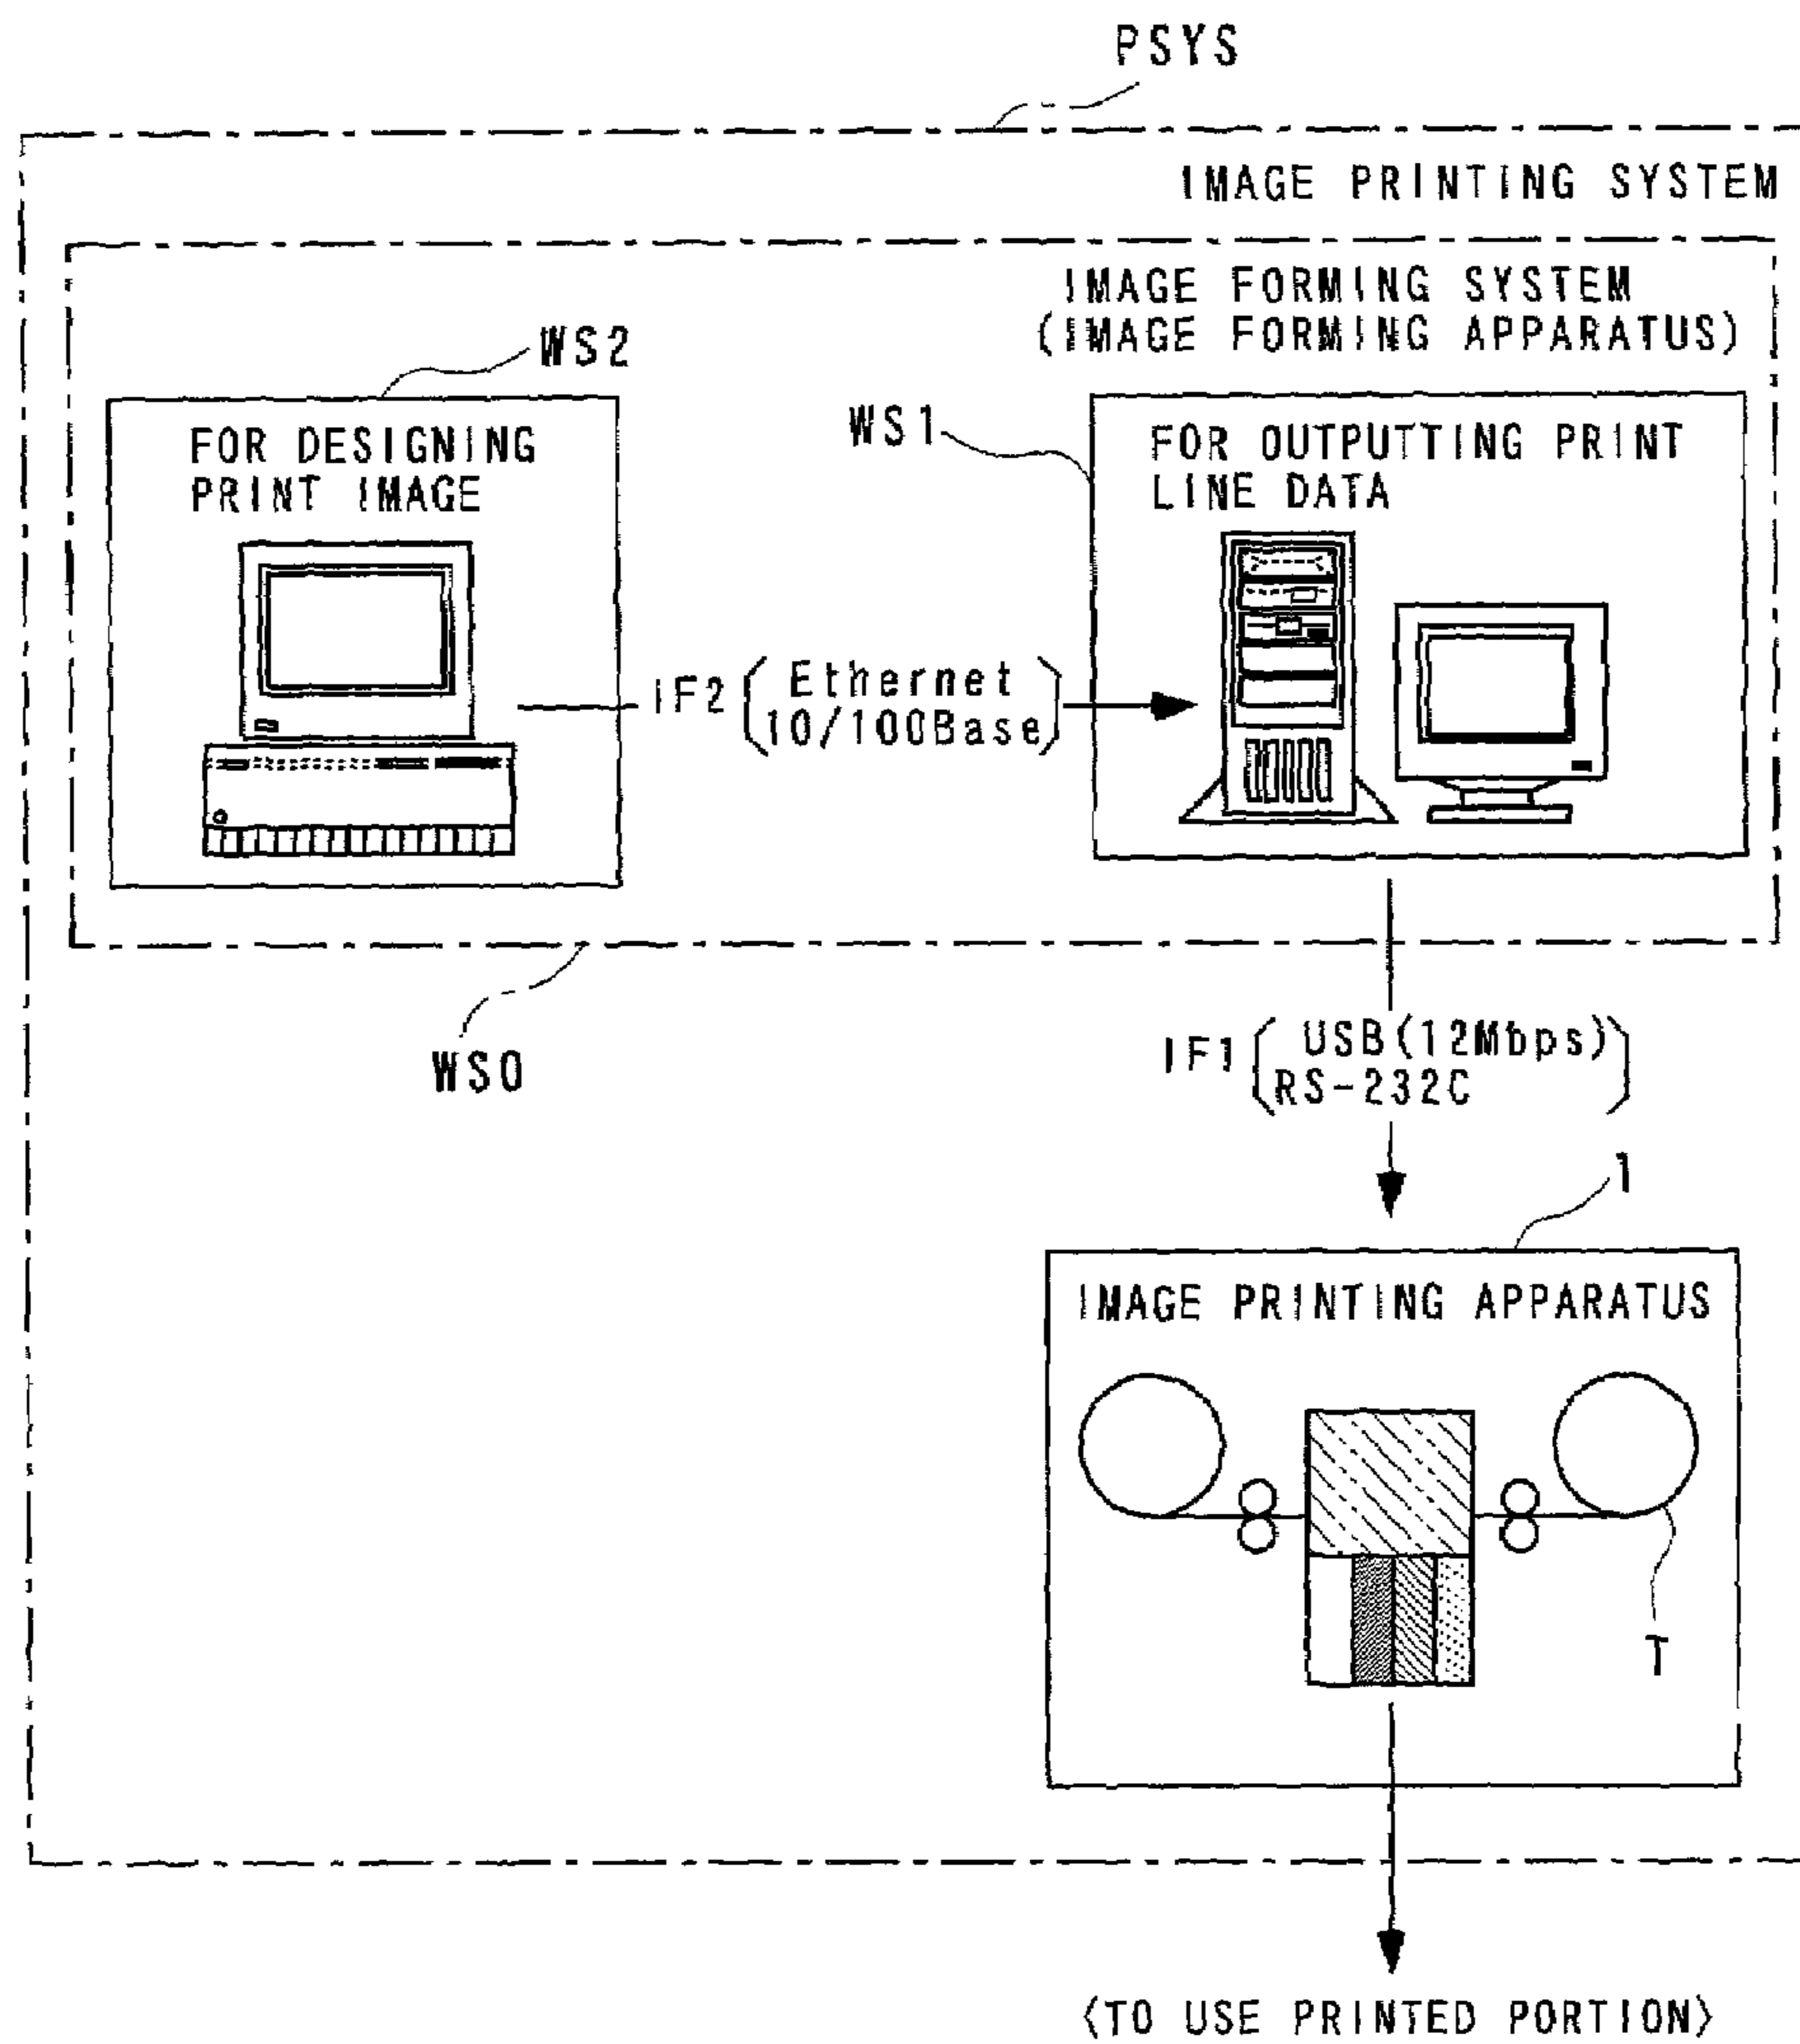 PSYS
IMAGE PRINTING SYSTEM
IMAGE FORMING SYSTEM
(IMAGE FORMING APPARATUS)
WS2
FOR DESIGNING
PRINT IMAGE
WS1
FOR OUTPUTTING PRINT
LINE DATA
IF2 (Ethernet
10/100Base)
WS0
IF1 (USB(12Mbps)
RS-232C)
1
IMAGE PRINTING APPARATUS
T
<TO USE PRINTED PORTION>